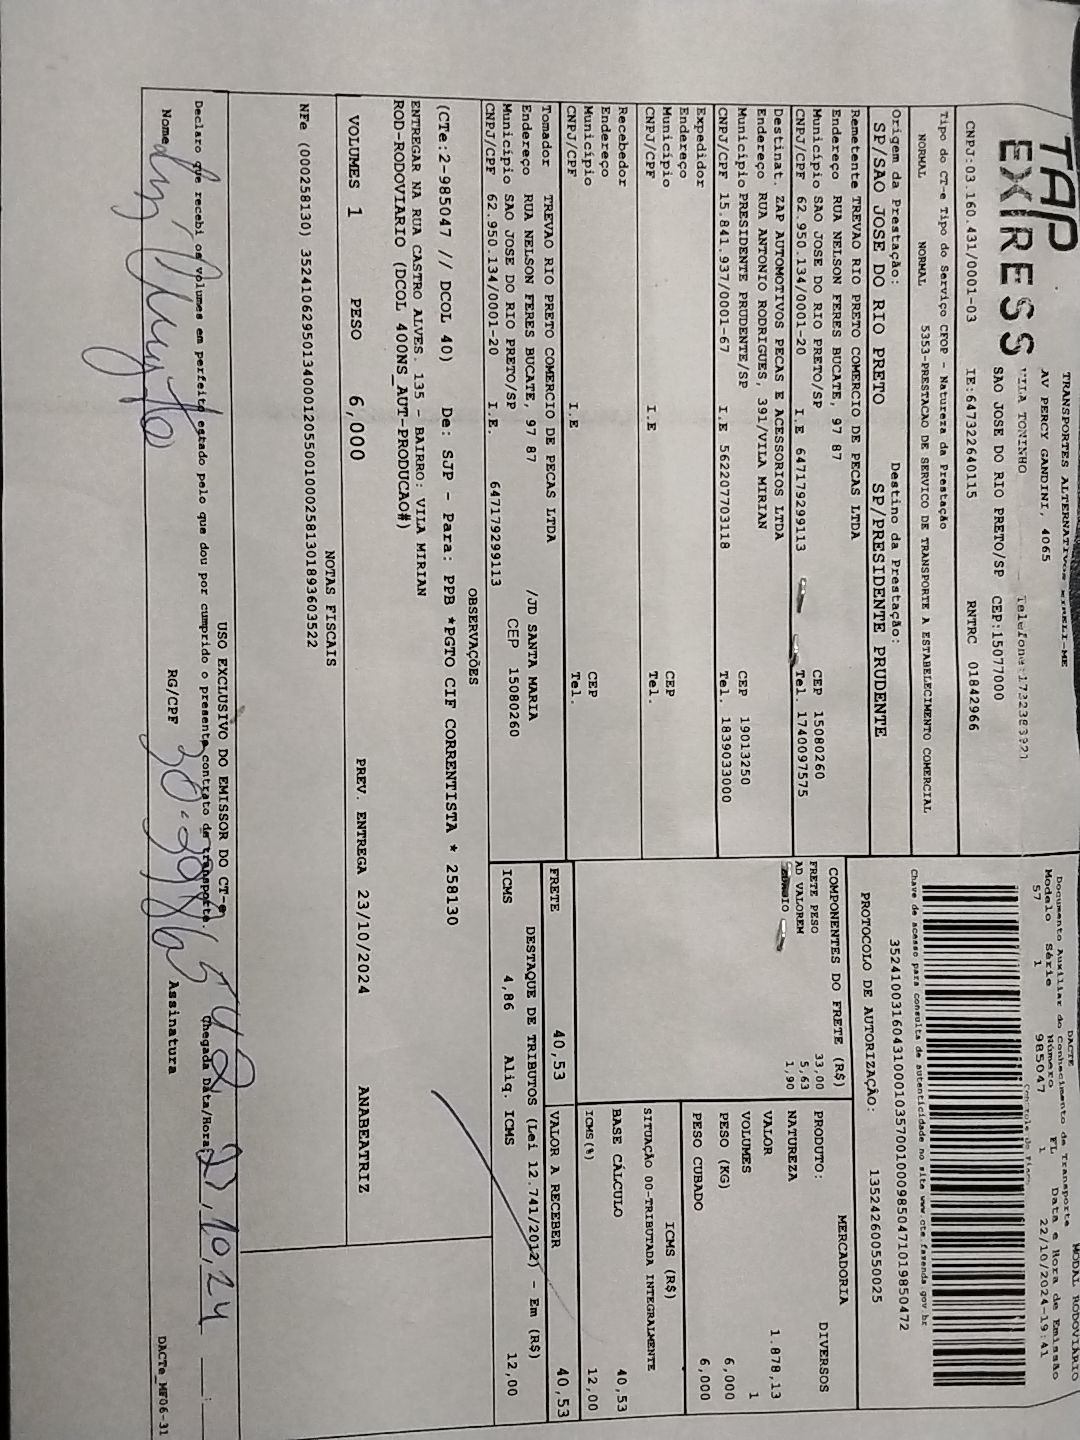 TAP
EXPRESS
TRANSPORTES ALTERNATIVOS EIRELI-ME
AV PERCY GANDINI, 4065
VILA TONINHO Telefone:1732383921
SAO JOSE DO RIO PRETO/SP CEP:15077000
CNPJ:03.160.431/0001-03 IE:647322640115 RNTRC 01842966
DACTE MODAL RODOVIÁRIO
Documento Auxiliar do Conhecimento de Transporte
Modelo Série Número FL Data e Hora de Emissão
57 1 985047 1 22/10/2024-19:41
Controle do Fisco
Chave de acesso para consulta de autenticidade no site www.cte.fazenda.gov.br
35241003160431000103570010009850471019850472
PROTOCOLO DE AUTORIZAÇÃO: 135242600550025
Tipo do CT-e Tipo do Serviço CFOP - Natureza da Prestação
NORMAL NORMAL 5353-PRESTACAO DE SERVICO DE TRANSPORTE A ESTABELECIMENTO COMERCIAL
Origem da Prestação: Destino da Prestação:
SP/SAO JOSE DO RIO PRETO SP/PRESIDENTE PRUDENTE
Remetente TREVAO RIO PRETO COMERCIO DE PECAS LTDA
Endereço RUA NELSON FERES BUCATE, 97 87
Município SAO JOSE DO RIO PRETO/SP CEP 15080260
CNPJ/CPF 62.950.134/0001-20 I.E 647179299113 Tel. 1740097575
Destinat. ZAP AUTOMOTIVOS PECAS E ACESSORIOS LTDA
Endereço RUA ANTONIO RODRIGUES, 391/VILA MIRIAN
Município PRESIDENTE PRUDENTE/SP CEP 19013250
CNPJ/CPF 15.841.937/0001-67 I.E 562207703118 Tel. 1839033000
Expedidor
Endereço
Município CEP
CNPJ/CPF I.E Tel.
Recebedor
Endereço
Município CEP
CNPJ/CPF I.E Tel.
Tomador TREVAO RIO PRETO COMERCIO DE PECAS LTDA
Endereço RUA NELSON FERES BUCATE, 97 87 /JD SANTA MARIA
Município SAO JOSE DO RIO PRETO/SP CEP 15080260
CNPJ/CPF 62.950.134/0001-20 I.E. 647179299113
COMPONENTES DO FRETE (R$)
FRETE PESO 33,00
AD VALOREM 5,63
1,90
MERCADORIA
PRODUTO: DIVERSOS
NATUREZA
VALOR 1.878,13
VOLUMES 1
PESO (KG) 6,000
PESO CUBADO 6,000
ICMS (R$)
SITUAÇÃO 00-TRIBUTADA INTEGRALMENTE
BASE CÁLCULO 40,53
ICMS(%) 12,00
FRETE 40,53 VALOR A RECEBER 40,53
DESTAQUE DE TRIBUTOS (Lei 12.741/2012) - Em (R$)
ICMS 4,86 Aliq. ICMS 12,00
OBSERVAÇÕES
(CTe:2-985047 // DCOL 40) De: SJP - Para: PPB *PGTO CIF CORRENTISTA * 258130
ENTREGAR NA RUA CASTRO ALVES. 135 - BAIRRO: VILA MIRIAN
ROD-RODOVIARIO (DCOL 400NS_AUT-PRODUCAO#)
VOLUMES 1 PESO 6,000 PREV. ENTREGA 23/10/2024 ANABEATRIZ
NOTAS FISCAIS
NFe (000258130) 35241062950134000120550010002581301893603522
USO EXCLUSIVO DO EMISSOR DO CT-e
Declaro que recebi os volumes em perfeito estado pelo que dou por cumprido o presente contrato de transporte. Chegada Data/Hora 23,10,24
Nome RG/CPF Assinatura
DACTe_MF06-31